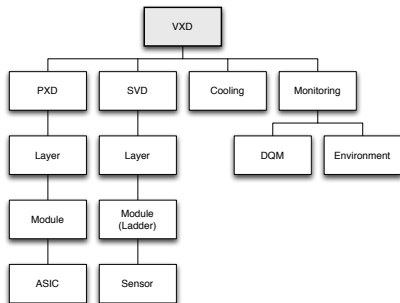 VXD
PXD
SVD
Cooling
Monitoring
Layer
Layer
DQM
Environment
Module
Module
(Ladder)
ASIC
Sensor